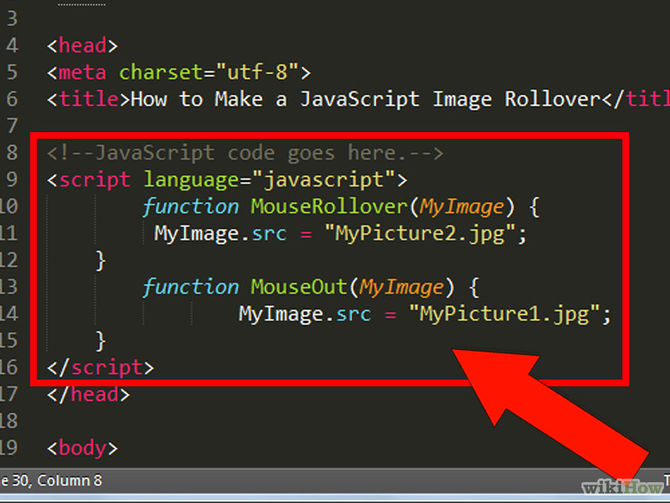 3
4 <head>
5 <meta charset="utf-8">
6 <title>How to Make a JavaScript Image Rollover</titl
7
8 <!--JavaScript code goes here.-->
9 <script language="javascript">
10 function MouseRollover(MyImage) {
11 MyImage.src = "MyPicture2.jpg";
12 }
13 function MouseOut(MyImage) {
14 MyImage.src = "MyPicture1.jpg";
15 }
16 </script>
17 </head>
18
19 <body>
ne 30, Column 8
wikiHow